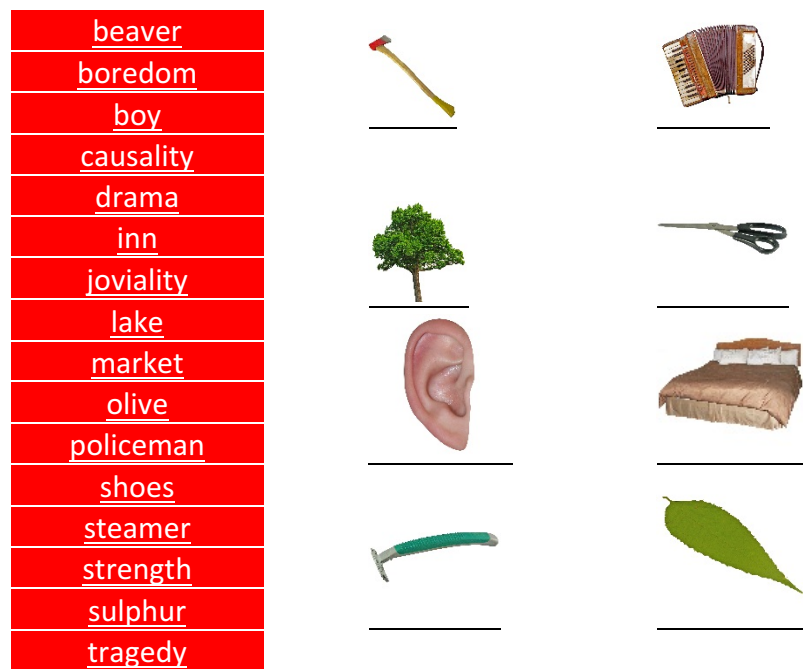 beaver
boredom
boy
causality
drama
inn
joviality
lake
market
olive
policeman
shoes
steamer
strength
sulphur
tragedy